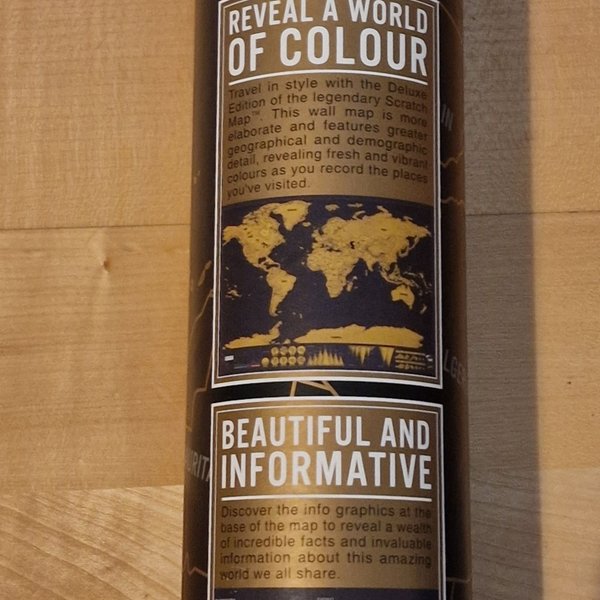 REVEAL A WORLD
OF COLOUR
Travel in style with the Deluxe
Edition of the legendary Scratch
Map™. This wall map is more
elaborate and features greater
geographical and demographic
detail, revealing fresh and vibrant
colours as you record the places
you've visited.
BEAUTIFUL AND
INFORMATIVE
Discover the info graphics at the
base of the map to reveal a wealth
of incredible facts and invaluable
information about this amazing
world we all share.